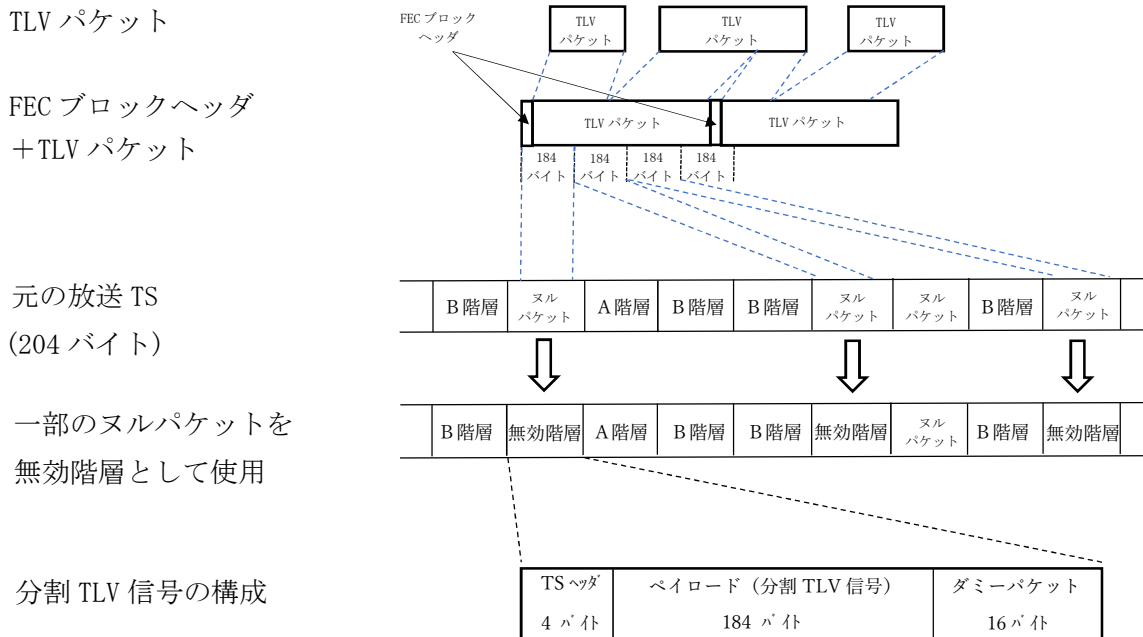 TLV パケット
FEC ブロック
ヘッダ
TLV
パケット
TLV
パケット
TLV
パケット
FEC ブロックヘッダ
＋TLV パケット
TLV パケット
TLV パケット
184
バイト
184
バイト
184
バイト
184
バイト
元の放送 TS
(204 バイト)
B 階層
ヌル
パケット
A 階層
B 階層
B 階層
ヌル
パケット
ヌル
パケット
B 階層
ヌル
パケット
一部のヌルパケットを
無効階層として使用
B 階層
無効階層
A 階層
B 階層
B 階層
無効階層
ヌル
パケット
B 階層
無効階層
分割 TLV 信号の構成
TS ﾍｯﾀﾞ
4 ﾊﾞｲﾄ
ペイロード（分割 TLV 信号）
184 ﾊﾞｲﾄ
ダミーパケット
16 ﾊﾞｲﾄ